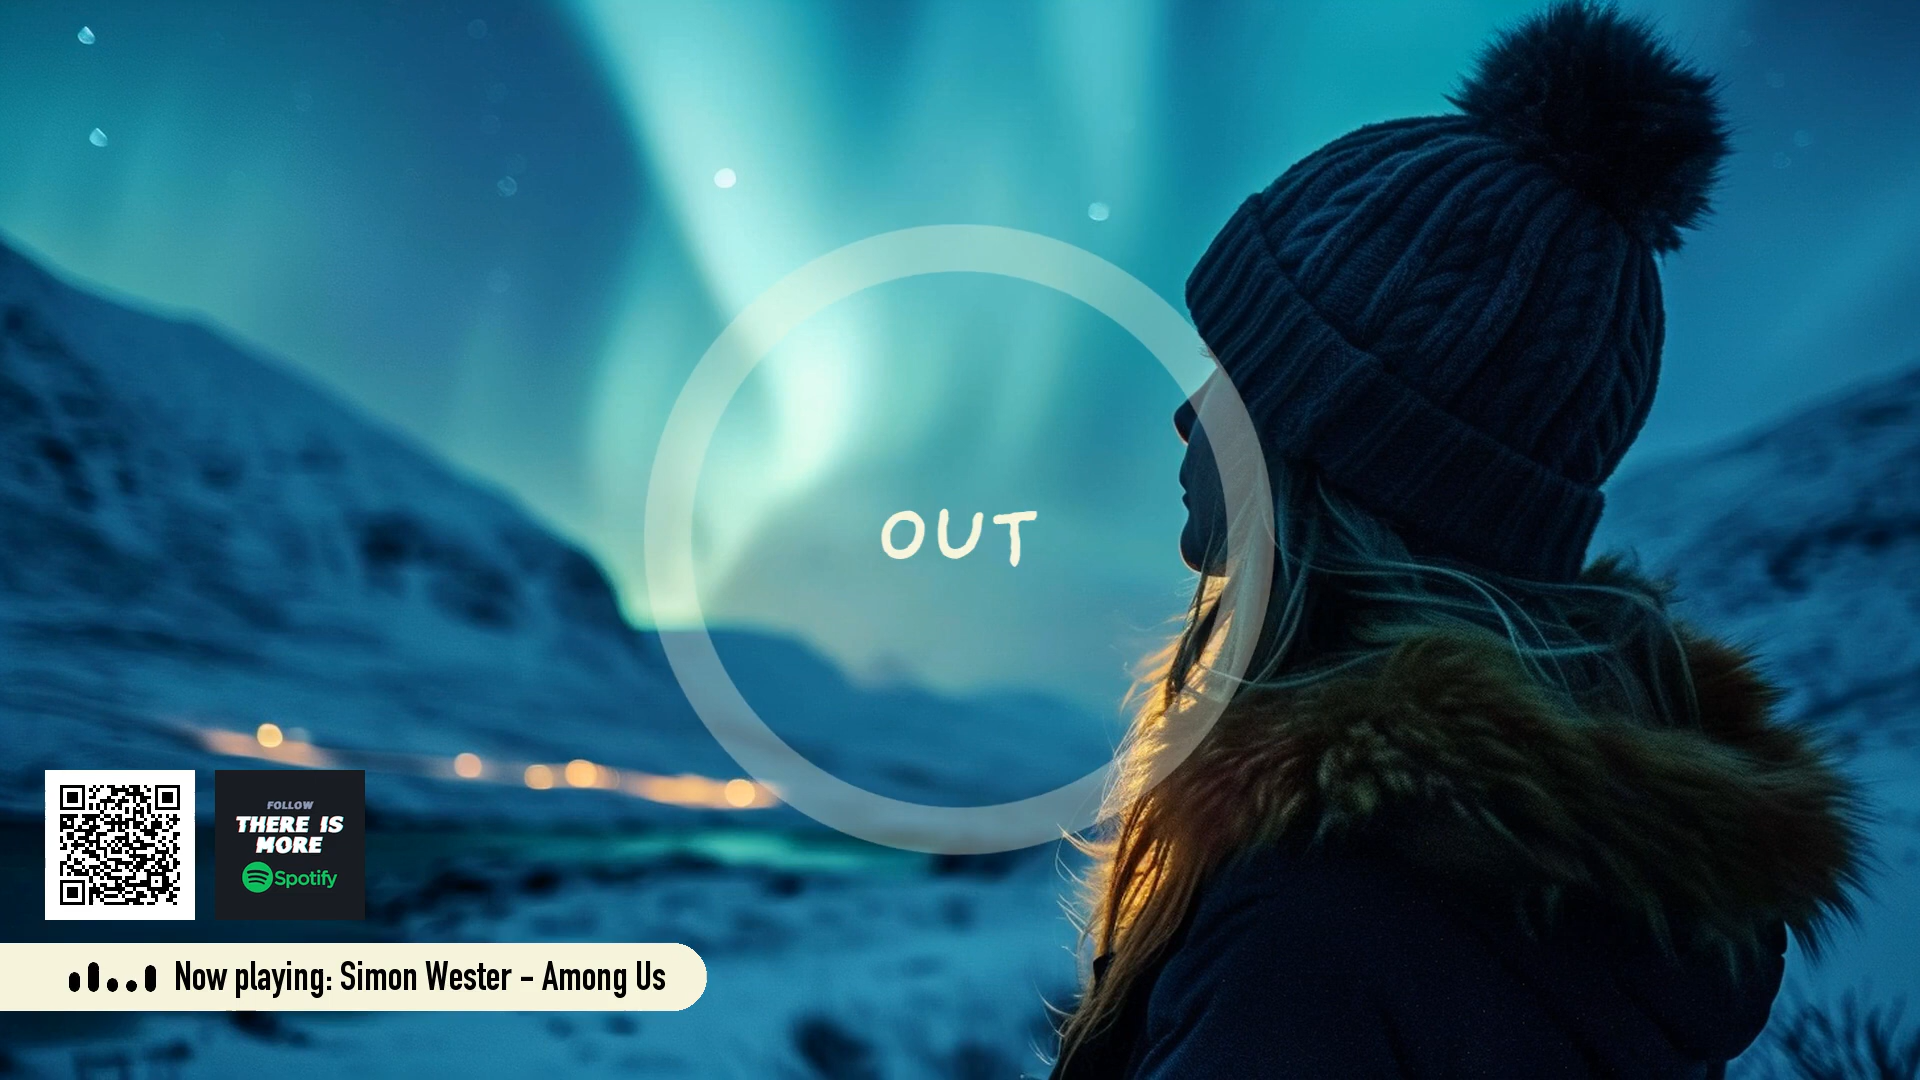 OUT
FOLLOW
THERE IS
MORE
Spotify
Now playing: Simon Wester - Among Us